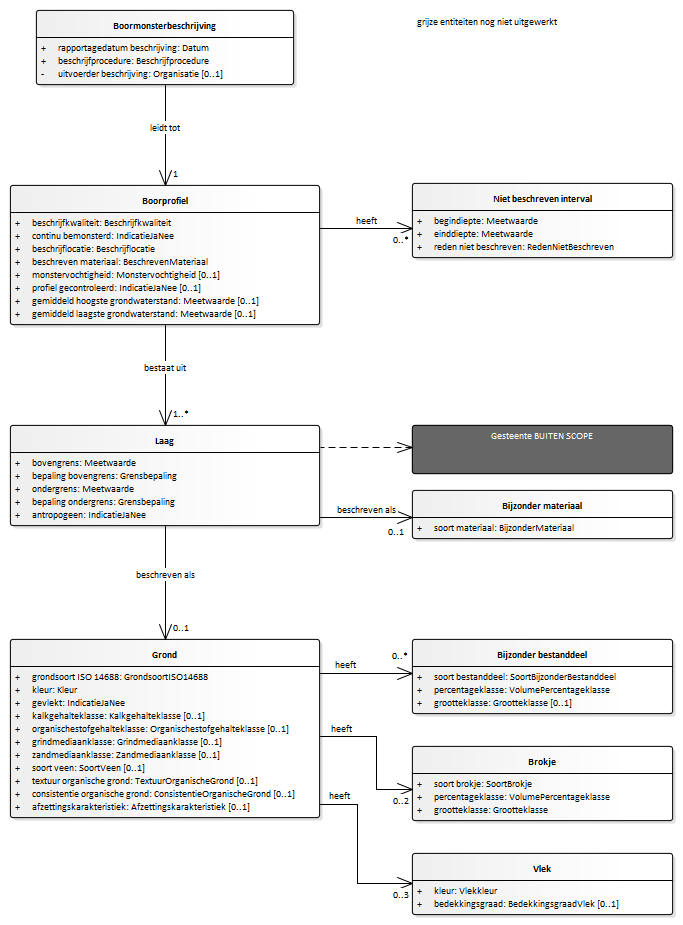 Boormonsterbeschrijving
grijze entiteiten nog niet uitgewerkt
+ rapportagedatum beschrijving: Datum
+ beschrijfprocedure: Beschrijfprocedure
- uitvoerder beschrijving: Organisatie [0..1]
leidt tot
1
Boorprofiel
+ beschrijfkwaliteit: Beschrijfkwaliteit
+ continu bemonsterd: IndicatieJaNee
+ beschrijflocatie: Beschrijflocatie
+ beschreven materiaal: BeschrevenMateriaal
+ monstervochtigheid: Monstervochtigheid [0..1]
+ profiel gecontroleerd: IndicatieJaNee [0..1]
+ gemiddeld hoogste grondwaterstand: Meetwaarde [0..1]
+ gemiddeld laagste grondwaterstand: Meetwaarde [0..1]
heeft
0..*
Niet beschreven interval
+ begindiepte: Meetwaarde
+ einddiepte: Meetwaarde
+ reden niet beschreven: RedenNietBeschreven
bestaat uit
1..*
Laag
+ bovengrens: Meetwaarde
+ bepaling bovengrens: Grensbepaling
+ ondergrens: Meetwaarde
+ bepaling ondergrens: Grensbepaling
+ antropogeen: IndicatieJaNee
Gesteente BUITEN SCOPE
beschreven als
0..1
Bijzonder materiaal
+ soort materiaal: BijzonderMateriaal
beschreven als
0..1
Grond
+ grondsoort ISO 14688: GrondsoortISO14688
+ kleur: Kleur
+ gevlekt: IndicatieJaNee
+ kalkgehalteklasse: Kalkgehalteklasse [0..1]
+ organischestofgehalteklasse: Organischestofgehalteklasse [0..1]
+ grindmediaanklasse: Grindmediaanklasse [0..1]
+ zandmediaanklasse: Zandmediaanklasse [0..1]
+ soort veen: SoortVeen [0..1]
+ textuur organische grond: TextuurOrganischeGrond [0..1]
+ consistentie organische grond: ConsistentieOrganischeGrond [0..1]
+ afzettingskarakteristiek: Afzettingskarakteristiek [0..1]
heeft
0..*
Bijzonder bestanddeel
+ soort bestanddeel: SoortBijzonderBestanddeel
+ percentageklasse: VolumePercentageklasse
+ grootteklasse: Grootteklasse [0..1]
heeft
0..2
Brokje
+ soort brokje: SoortBrokje
+ percentageklasse: VolumePercentageklasse
+ grootteklasse: Grootteklasse
heeft
0..3
Vlek
+ kleur: Vlekkleur
+ bedekkingsgraad: BedekkingsgraadVlek [0..1]